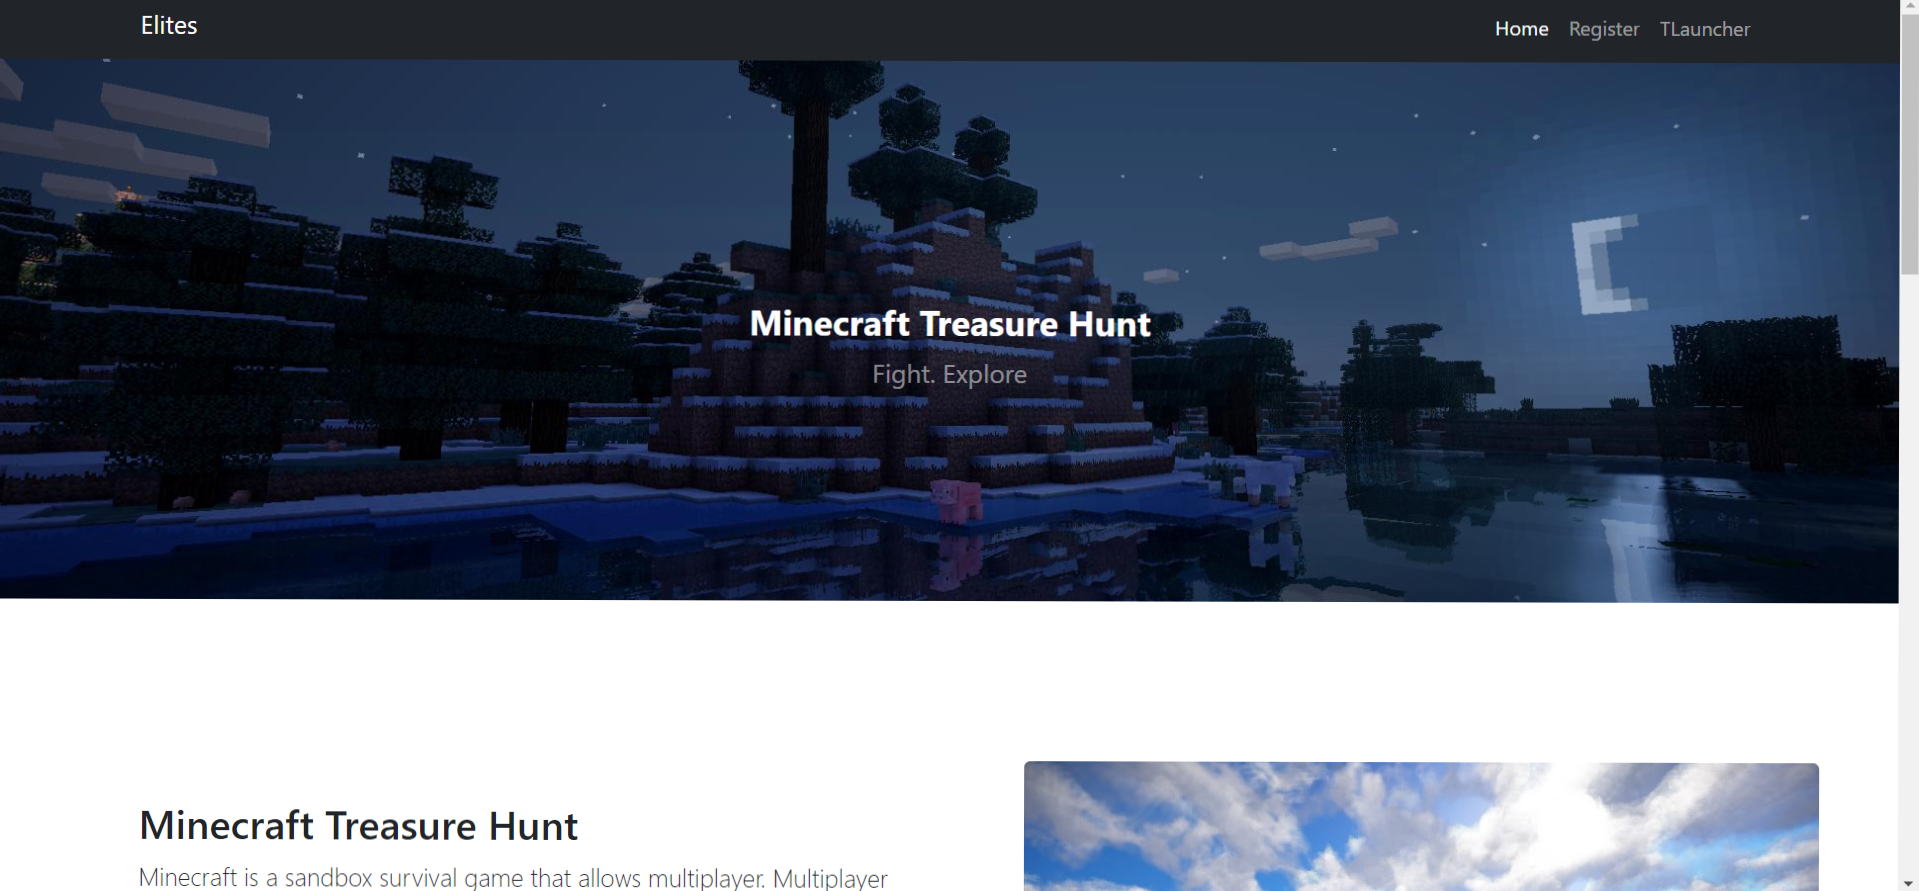 Elites
Home Register TLauncher
Minecraft Treasure Hunt
Fight. Explore
Minecraft Treasure Hunt
Minecraft is a sandbox survival game that allows multiplayer. Multiplayer